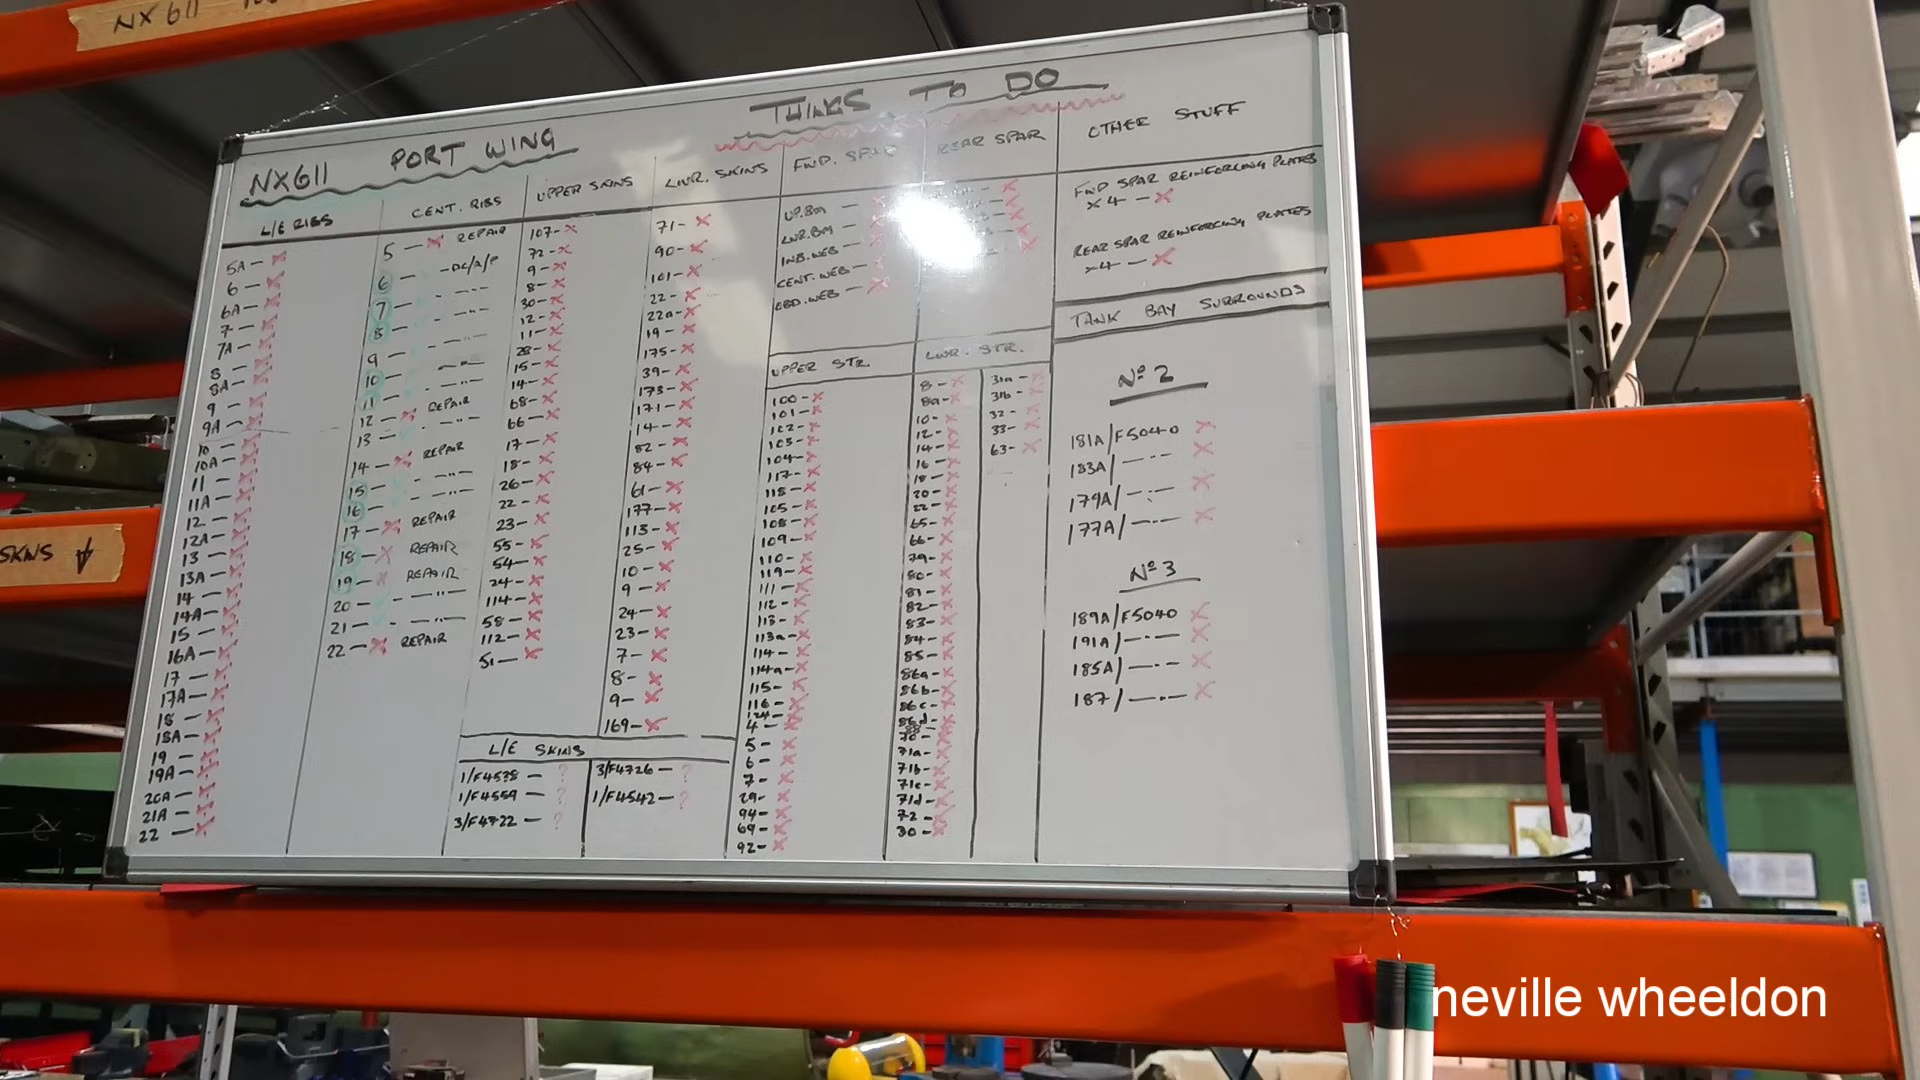 NX611
SKNS
NX611 PORT WING
THINGS TO DO
L/E RIBS
5A — X
6 — X
6A — X
7 — X
7A — X
8 — X
8A — X
9 — X
9A — X
10 — X
10A — X
11 — X
11A — X
12 — X
12A — X
13 — X
13A — X
14 — X
14A — X
15 — X
16A — X
17 — X
17A — X
18 — X
18A — X
19 — X
19A — X
20A — X
21A — X
22 — X
CENT. RIBS
5 — X REPAIR
6 —
7 —
8 —
9 —
10 —
11 —
12 — X REPAIR
13 —
14 — X REPAIR
15 —
16 —
17 — X REPAIR
18 — X REPAIR
19 — X REPAIR
20 —
21 —
22 — X REPAIR
UPPER SKINS
107 - X
72 - X
9 - X
8 - X
30 - X
12 - X
11 - X
28 - X
15 - X
14 - X
68 - X
66 - X
17 - X
18 - X
26 - X
22 - X
23 - X
55 - X
54 - X
24 - X
114 - X
58 - X
112 - X
51 - X
LWR. SKINS
71 - X
90 - X
101 - X
22 - X
22a - X
19 - X
175 - X
39 - X
173 - X
171 - X
14 - X
82 - X
84 - X
61 - X
177 - X
113 - X
25 - X
10 - X
9 - X
24 - X
23 - X
7 - X
8 - X
9 - X
169 - X
L/E SKINS
1/F4538 — ?
1/F4559 — ?
3/F4722 — ?
3/F4726 — ?
1/F4542 — ?
FWD. SPAR
UP. BM — X
LWR. BM — X
INB. WEB — X
CENT. WEB — X
OBD. WEB — X
REAR SPAR
UPPER STR.
100 - X
101 - X
102 - X
103 - X
104 - X
117 - X
118 - X
105 - X
108 - X
109 - X
110 - X
119 - X
111 - X
112 - X
113 - X
113a - X
114 - X
114a - X
115 - X
116 - X
124 - X
4 - X
5 - X
6 - X
7 - X
29 - X
94 - X
69 - X
92 - X
LWR. STR.
8 - X
8a - X
10 - X
12 - X
14 - X
16 - X
18 - X
20 - X
22 - X
65 - X
66 - X
79 - X
80 - X
81 - X
82 - X
83 - X
84 - X
85 - X
86a - X
86b - X
86c - X
86d - X
70 - X
71a - X
71b - X
71c - X
71d - X
72 - X
30 - X
31a - X
31b - X
32 - X
33 - X
63 - X
OTHER STUFF
FWD SPAR REINFORCING PLATES
x4 — X
REAR SPAR REINFORCING PLATES
x4 — X
TANK BAY SURROUNDS
Nº 2
181A/F5040 X
183A/ —·— X
179A/ —·— X
177A/ —·— X
Nº 3
189A/F5040 X
191A/ —·— X
185A/ —·— X
187/ —·— X
neville wheeldon